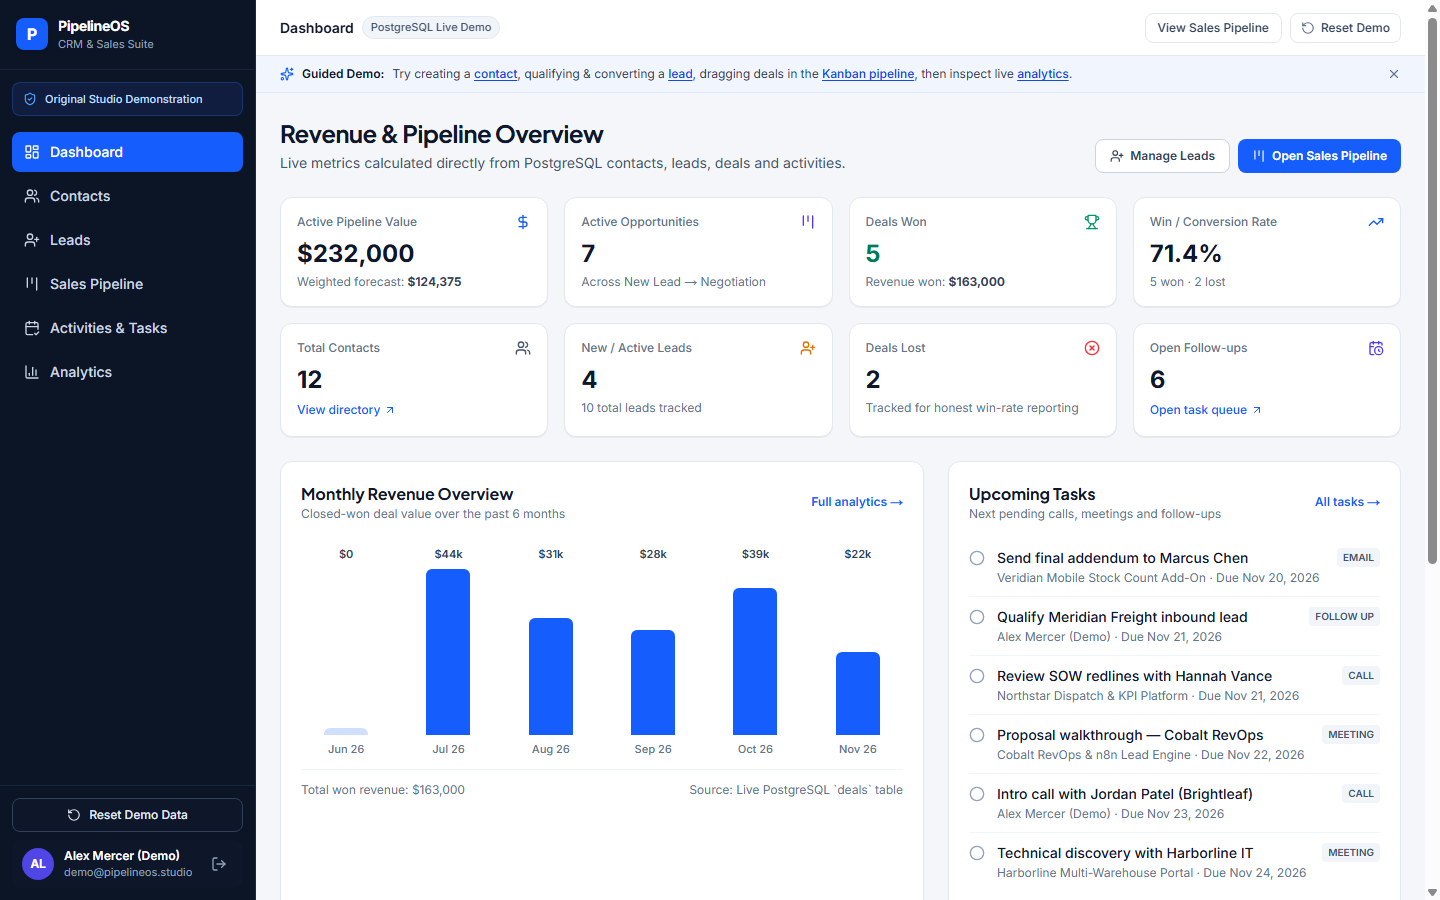 P
PipelineOS
CRM & Sales Suite
Original Studio Demonstration
Dashboard
Contacts
Leads
Sales Pipeline
Activities & Tasks
Analytics
Reset Demo Data
AL
Alex Mercer (Demo)
demo@pipelineos.studio
Dashboard
PostgreSQL Live Demo
View Sales Pipeline
Reset Demo
Guided Demo: Try creating a contact, qualifying & converting a lead, dragging deals in the Kanban pipeline, then inspect live analytics.
Revenue & Pipeline Overview
Live metrics calculated directly from PostgreSQL contacts, leads, deals and activities.
Manage Leads
Open Sales Pipeline
Active Pipeline Value
$232,000
Weighted forecast: $124,375
Active Opportunities
7
Across New Lead → Negotiation
Deals Won
5
Revenue won: $163,000
Win / Conversion Rate
71.4%
5 won · 2 lost
Total Contacts
12
View directory ↗
New / Active Leads
4
10 total leads tracked
Deals Lost
2
Tracked for honest win-rate reporting
Open Follow-ups
6
Open task queue ↗
Monthly Revenue Overview
Closed-won deal value over the past 6 months
Full analytics →
$0 $44k $31k $28k $39k $22k
Jun 26 Jul 26 Aug 26 Sep 26 Oct 26 Nov 26
Total won revenue: $163,000
Source: Live PostgreSQL `deals` table
Upcoming Tasks
Next pending calls, meetings and follow-ups
All tasks →
Send final addendum to Marcus Chen
EMAIL
Veridian Mobile Stock Count Add-On · Due Nov 20, 2026
Qualify Meridian Freight inbound lead
FOLLOW UP
Alex Mercer (Demo) · Due Nov 21, 2026
Review SOW redlines with Hannah Vance
CALL
Northstar Dispatch & KPI Platform · Due Nov 21, 2026
Proposal walkthrough — Cobalt RevOps
MEETING
Cobalt RevOps & n8n Lead Engine · Due Nov 22, 2026
Intro call with Jordan Patel (Brightleaf)
CALL
Alex Mercer (Demo) · Due Nov 23, 2026
Technical discovery with Harborline IT
MEETING
Harborline Multi-Warehouse Portal · Due Nov 24, 2026